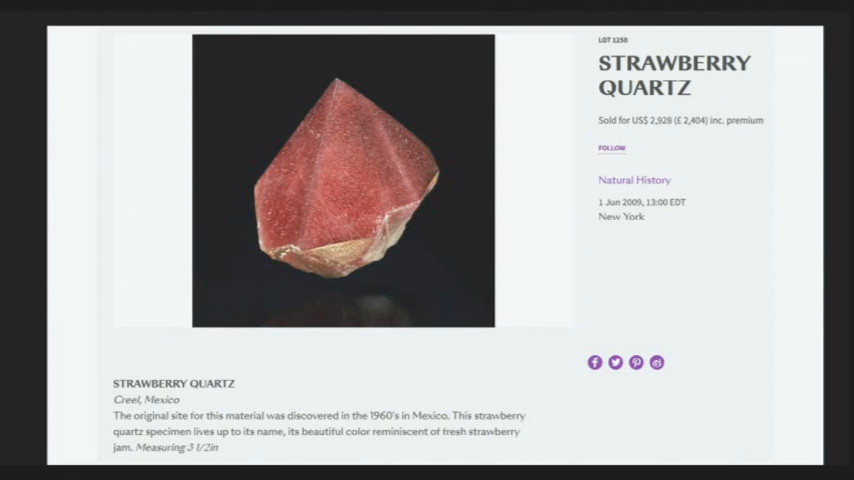 LOT 1250
STRAWBERRY
QUARTZ
Sold for US$ 2,928 (£ 2,404) inc. premium
FOLLOW
Natural History
1 Jun 2009, 13:00 EDT
New York
STRAWBERRY QUARTZ
Creel, Mexico
The original site for this material was discovered in the 1960's in Mexico. This strawberry
quartz specimen lives up to its name, its beautiful color reminiscent of fresh strawberry
jam. Measuring 3 1/2in